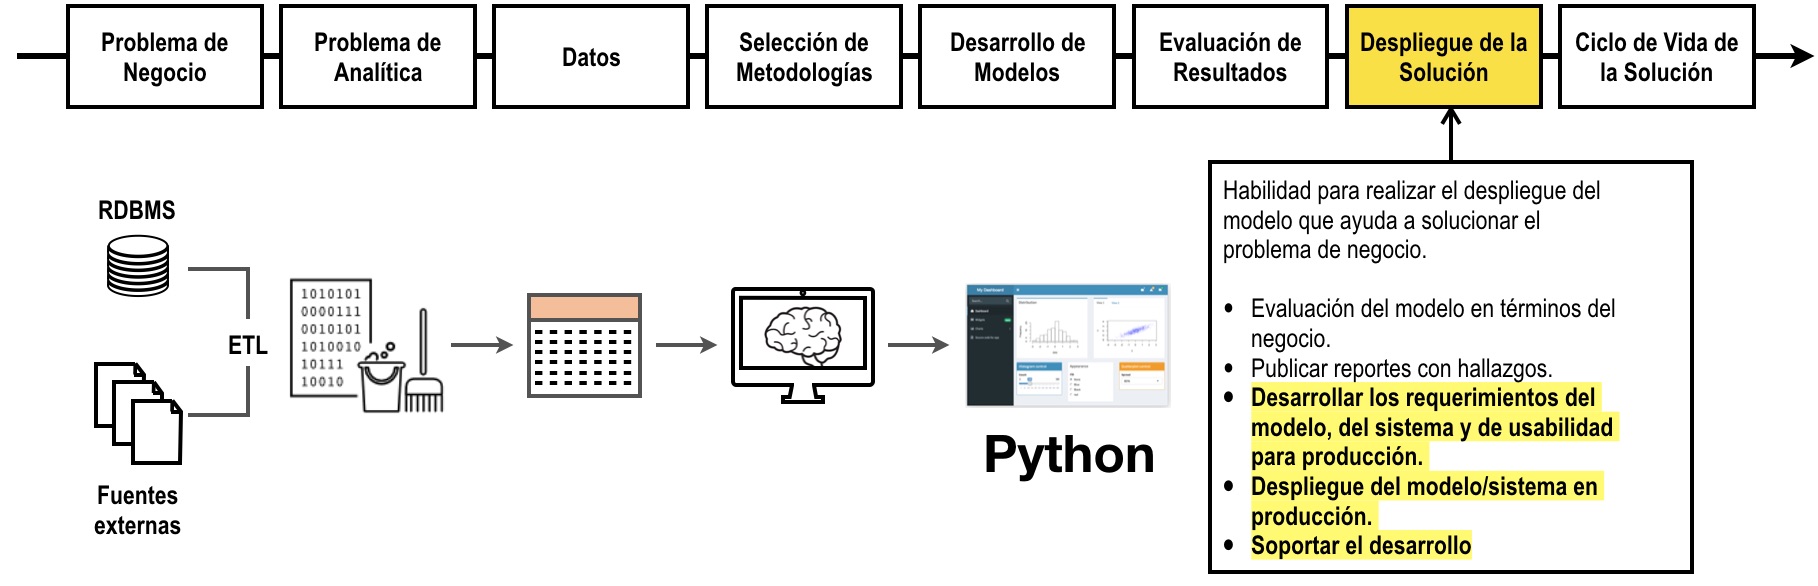 Problema de
Negocio
Problema de
Analítica
Datos
Selección de
Metodologías
Desarrollo de
Modelos
Evaluación de
Resultados
Despliegue de la
Solución
Ciclo de Vida de
la Solución
RDBMS
ETL
Fuentes
externas
1010101
0000111
0010101
1010010
10111
10010
My Dashboard
Python
Habilidad para realizar el despliegue del
modelo que ayuda a solucionar el
problema de negocio.
• Evaluación del modelo en términos del
negocio.
• Publicar reportes con hallazgos.
• Desarrollar los requerimientos del
modelo, del sistema y de usabilidad
para producción.
• Despliegue del modelo/sistema en
producción.
• Soportar el desarrollo